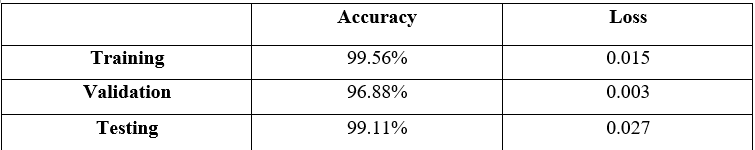 Accuracy Loss
Training 99.56% 0.015
Validation 96.88% 0.003
Testing 99.11% 0.027